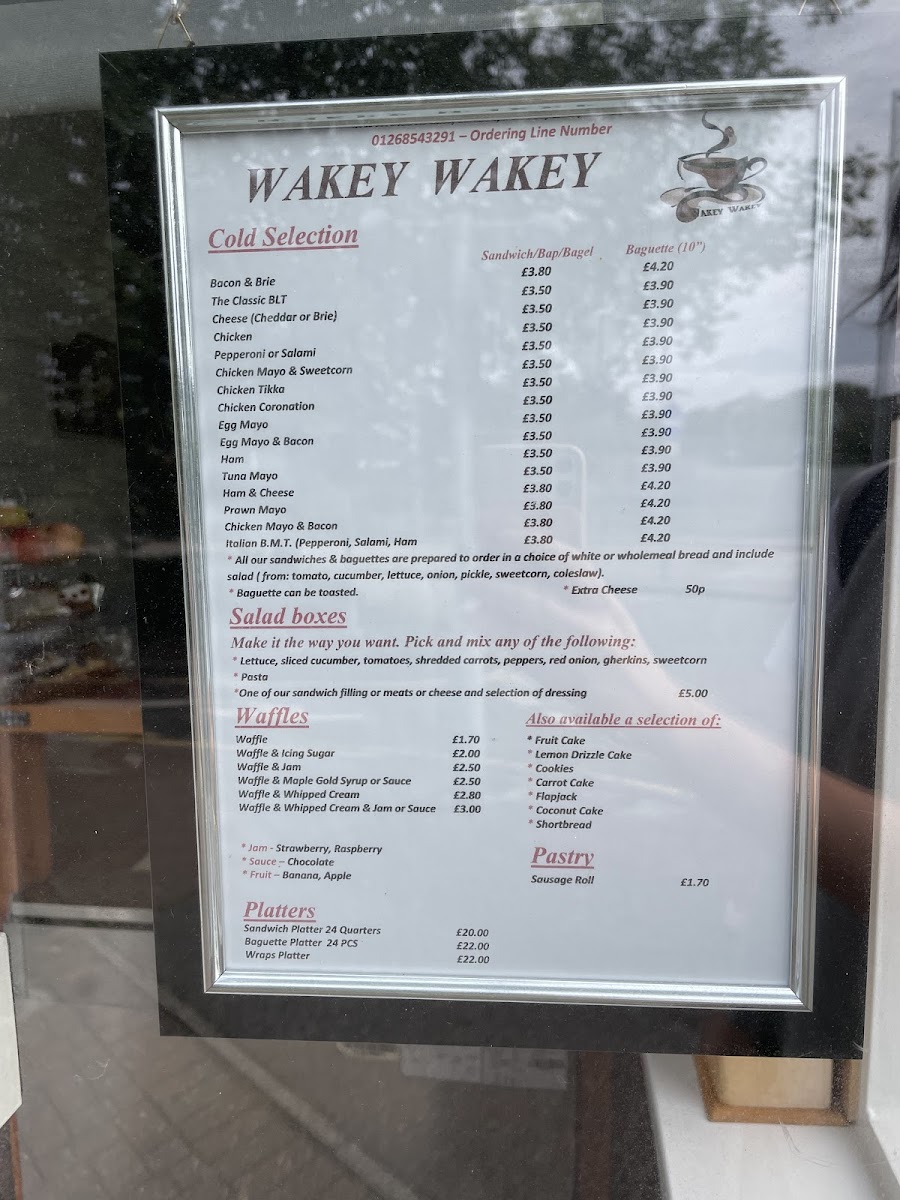 01268543291 – Ordering Line Number
WAKEY WAKEY
WAKEY WAKEY
Cold Selection
Sandwich/Bap/Bagel Baguette (10")
Bacon & Brie £3.80 £4.20
The Classic BLT £3.50 £3.90
Cheese (Cheddar or Brie) £3.50 £3.90
Chicken £3.50 £3.90
Pepperoni or Salami £3.50 £3.90
Chicken Mayo & Sweetcorn £3.50 £3.90
Chicken Tikka £3.50 £3.90
Chicken Coronation £3.50 £3.90
Egg Mayo £3.50 £3.90
Egg Mayo & Bacon £3.50 £3.90
Ham £3.50 £3.90
Tuna Mayo £3.50 £3.90
Ham & Cheese £3.80 £4.20
Prawn Mayo £3.80 £4.20
Chicken Mayo & Bacon £3.80 £4.20
Italian B.M.T. (Pepperoni, Salami, Ham £3.80 £4.20
* All our sandwiches & baguettes are prepared to order in a choice of white or wholemeal bread and include
salad ( from: tomato, cucumber, lettuce, onion, pickle, sweetcorn, coleslaw).
* Baguette can be toasted. * Extra Cheese 50p
Salad boxes
Make it the way you want. Pick and mix any of the following:
* Lettuce, sliced cucumber, tomatoes, shredded carrots, peppers, red onion, gherkins, sweetcorn
* Pasta
*One of our sandwich filling or meats or cheese and selection of dressing £5.00
Waffles
Waffle £1.70
Waffle & Icing Sugar £2.00
Waffle & Jam £2.50
Waffle & Maple Gold Syrup or Sauce £2.50
Waffle & Whipped Cream £2.80
Waffle & Whipped Cream & Jam or Sauce £3.00
* Jam - Strawberry, Raspberry
* Sauce – Chocolate
* Fruit – Banana, Apple
Also available a selection of:
* Fruit Cake
* Lemon Drizzle Cake
* Cookies
* Carrot Cake
* Flapjack
* Coconut Cake
* Shortbread
Pastry
Sausage Roll £1.70
Platters
Sandwich Platter 24 Quarters £20.00
Baguette Platter 24 PCS £22.00
Wraps Platter £22.00